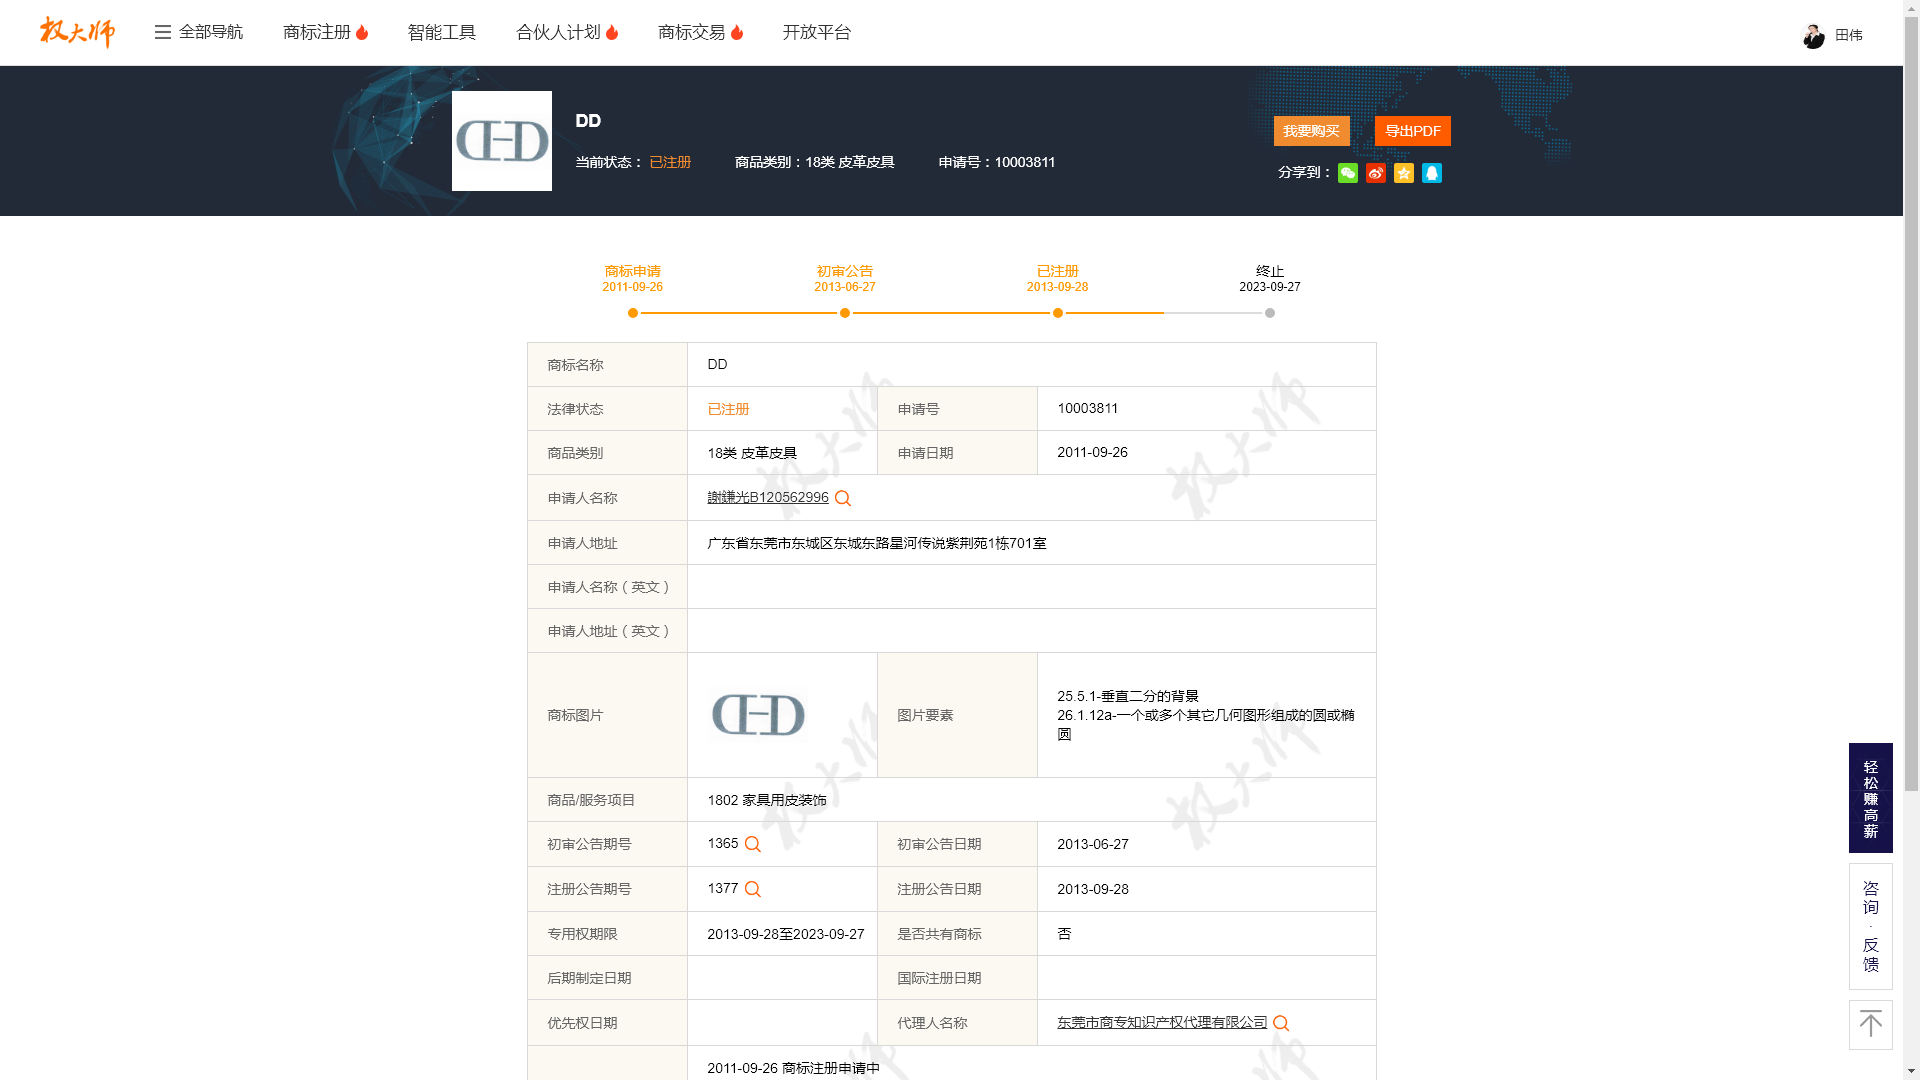 权大师 全部导航 商标注册 智能工具 合伙人计划 商标交易 开放平台 田伟
DD
DD
当前状态： 已注册 商品类别：18类 皮革皮具 申请号：10003811
我要购买 导出PDF
分享到：
商标申请 初审公告 已注册 终止
2011-09-26 2013-06-27 2013-09-28 2023-09-27
商标名称 DD
法律状态 已注册 申请号 10003811
商品类别 18类 皮革皮具 申请日期 2011-09-26
申请人名称 謝鎌光B120562996
申请人地址 广东省东莞市东城区东城东路星河传说紫荆苑1栋701室
申请人名称（英文）
申请人地址（英文）
商标图片 DD 图片要素
25.5.1-垂直二分的背景
26.1.12a-一个或多个其它几何图形组成的圆或椭
圆
商品/服务项目 1802 家具用皮装饰
初审公告期号 1365 初审公告日期 2013-06-27
注册公告期号 1377 注册公告日期 2013-09-28
专用权期限 2013-09-28至2023-09-27 是否共有商标 否
后期制定日期 国际注册日期
优先权日期 代理人名称 东莞市商专知识产权代理有限公司
2011-09-26 商标注册申请中
权大师
权大师
权大师
权大师
轻松赚高薪
咨询·反馈